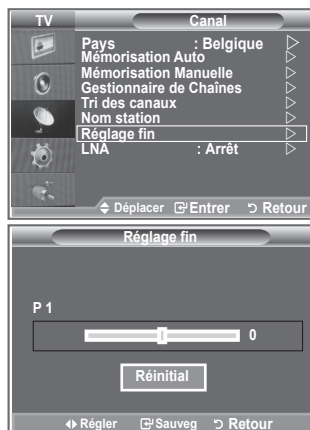 TV Canal
Pays : Belgique
Mémorisation Auto
Mémorisation Manuelle
Gestionnaire de Chaînes
Tri des canaux
Nom station
Réglage fin
LNA : Arrêt
Déplacer Entrer Retour
Réglage fin
P 1
0
Réinitial
Régler Sauveg Retour